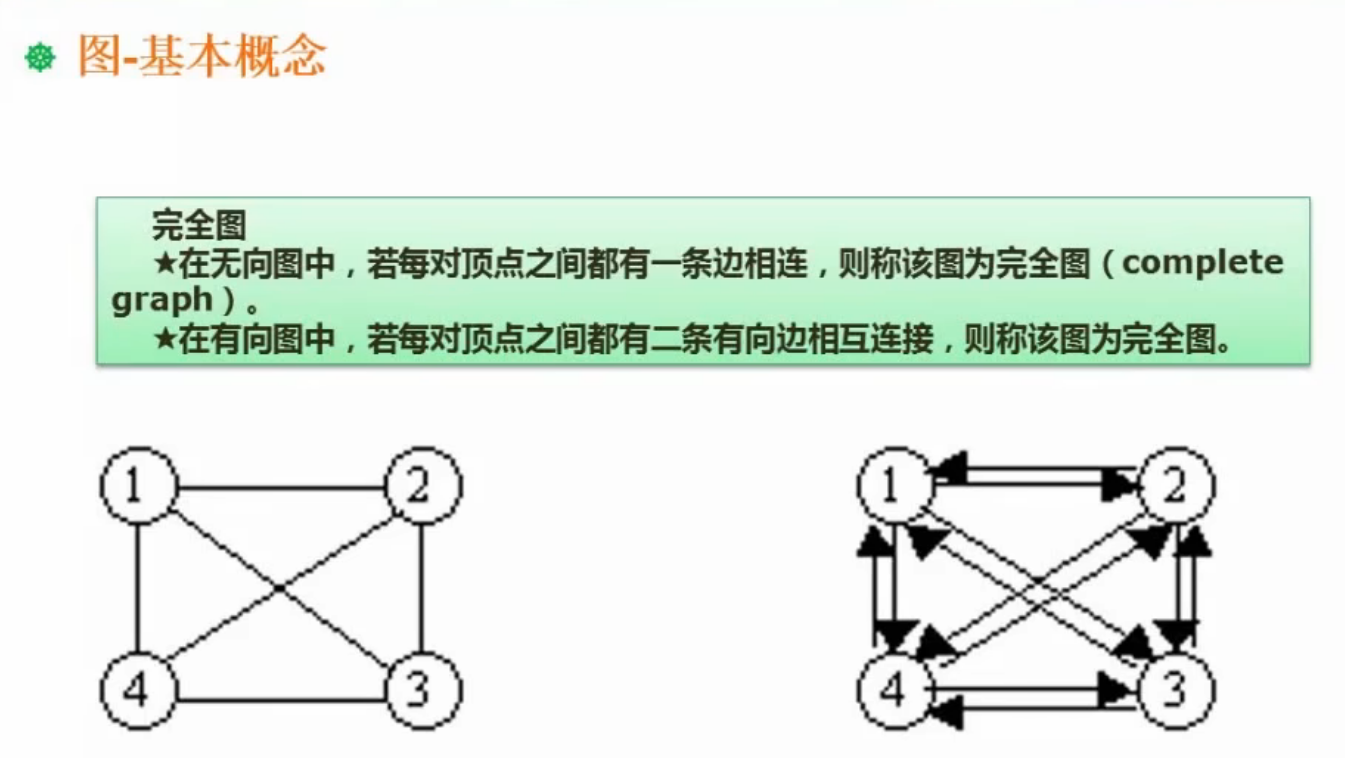 图-基本概念
完全图
★在无向图中，若每对顶点之间都有一条边相连，则称该图为完全图（complete
graph）。
★在有向图中，若每对顶点之间都有二条有向边相互连接，则称该图为完全图。
1 2 1 2
4 3 4 3